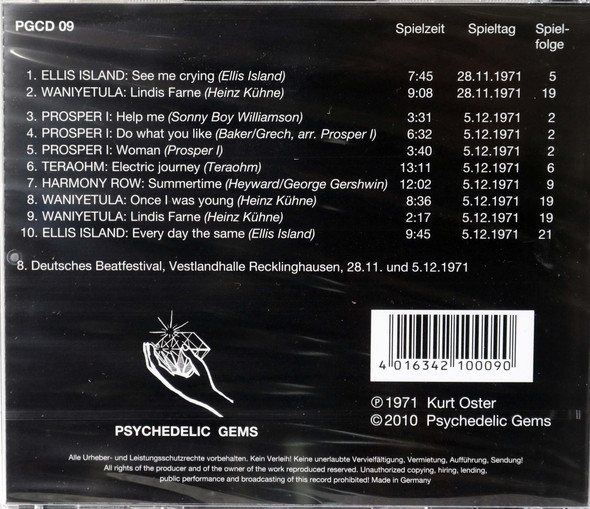 PGCD 09 Spielzeit Spieltag Spiel-
folge
1. ELLIS ISLAND: See me crying (Ellis Island) 7:45 28.11.1971 5
2. WANIYETULA: Lindis Farne (Heinz Kühne) 9:08 28.11.1971 19
3. PROSPER I: Help me (Sonny Boy Williamson) 3:31 5.12.1971 2
4. PROSPER I: Do what you like (Baker/Grech, arr. Prosper I) 6:32 5.12.1971 2
5. PROSPER I: Woman (Prosper I) 3:40 5.12.1971 2
6. TERAOHM: Electric journey (Teraohm) 13:11 5.12.1971 6
7. HARMONY ROW: Summertime (Heyward/George Gershwin) 12:02 5.12.1971 9
8. WANIYETULA: Once I was young (Heinz Kühne) 8:36 5.12.1971 19
9. WANIYETULA: Lindis Farne (Heinz Kühne) 2:17 5.12.1971 19
10. ELLIS ISLAND: Every day the same (Ellis Island) 9:45 5.12.1971 21
8. Deutsches Beatfestival, Vestlandhalle Recklinghausen, 28.11. und 5.12.1971
4 016342 100090
℗ 1971 Kurt Oster
© 2010 Psychedelic Gems
PSYCHEDELIC GEMS
Alle Urheber- und Leistungsschutzrechte vorbehalten. Kein Verleih! Keine unerlaubte Vervielfältigung, Vermietung, Aufführung, Sendung!
All rights of the producer and of the owner of the work reproduced reserved. Unauthorized copying, hiring, lending,
public performance and broadcasting of this record prohibited! Made in Germany